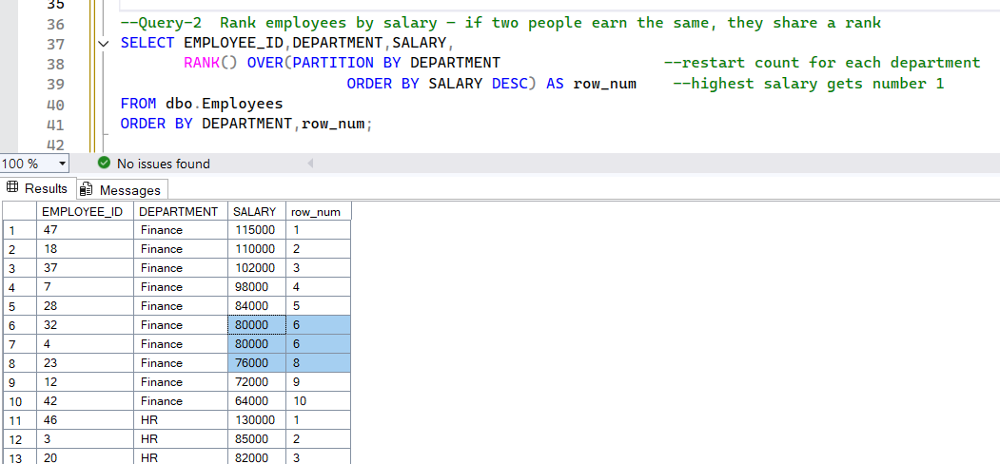 35
36 --Query-2  Rank employees by salary — if two people earn the same, they share a rank
37 SELECT EMPLOYEE_ID,DEPARTMENT,SALARY,
38 RANK() OVER(PARTITION BY DEPARTMENT --restart count for each department
39 ORDER BY SALARY DESC) AS row_num --highest salary gets number 1
40 FROM dbo.Employees
41 ORDER BY DEPARTMENT,row_num;
42
100 % No issues found
Results Messages
EMPLOYEE_ID DEPARTMENT SALARY row_num
1 47 Finance 115000 1
2 18 Finance 110000 2
3 37 Finance 102000 3
4 7 Finance 98000 4
5 28 Finance 84000 5
6 32 Finance 80000 6
7 4 Finance 80000 6
8 23 Finance 76000 8
9 12 Finance 72000 9
10 42 Finance 64000 10
11 46 HR 130000 1
12 3 HR 85000 2
13 20 HR 82000 3